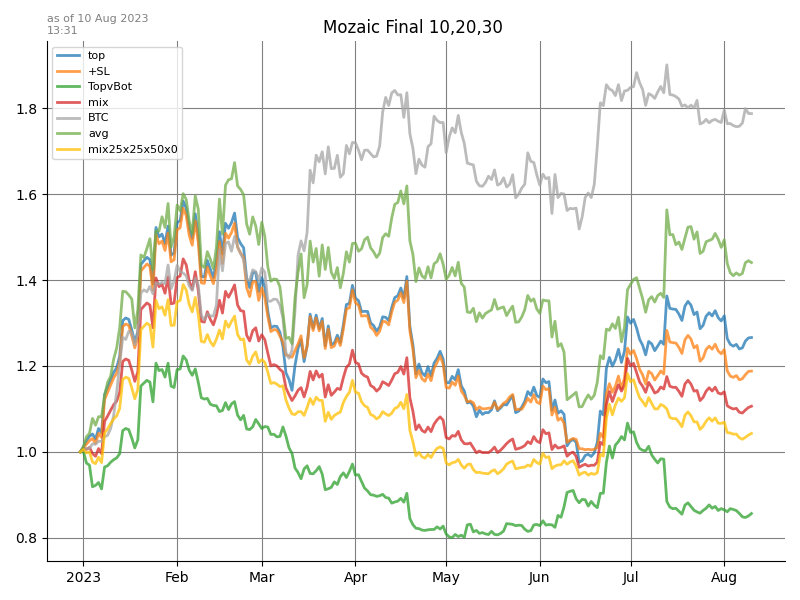 as of 10 Aug 2023
13:31
Mozaic Final 10,20,30
top
+SL
TopvBot
mix
BTC
avg
mix25x25x50x0
1.8
1.6
1.4
1.2
1.0
0.8
2023 Feb Mar Apr May Jun Jul Aug